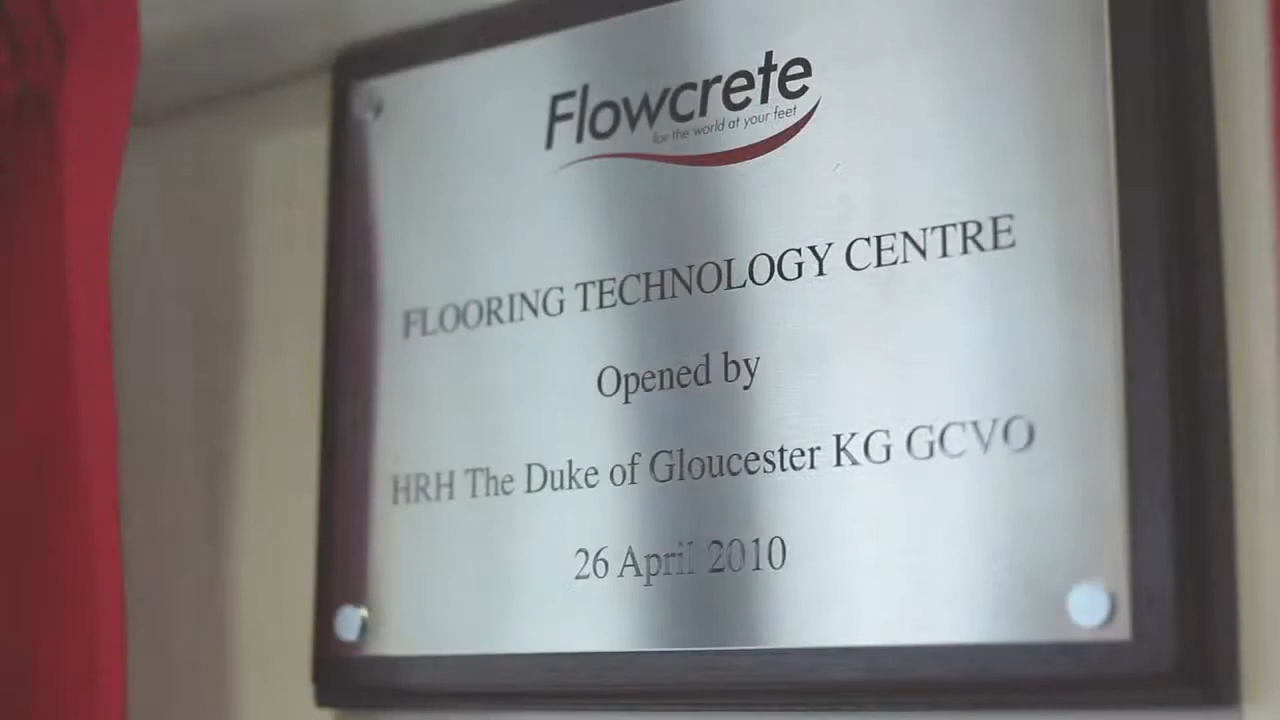 Flowcrete
for the world at your feet
FLOORING TECHNOLOGY CENTRE
Opened by
HRH The Duke of Gloucester KG GCVO
26 April 2010